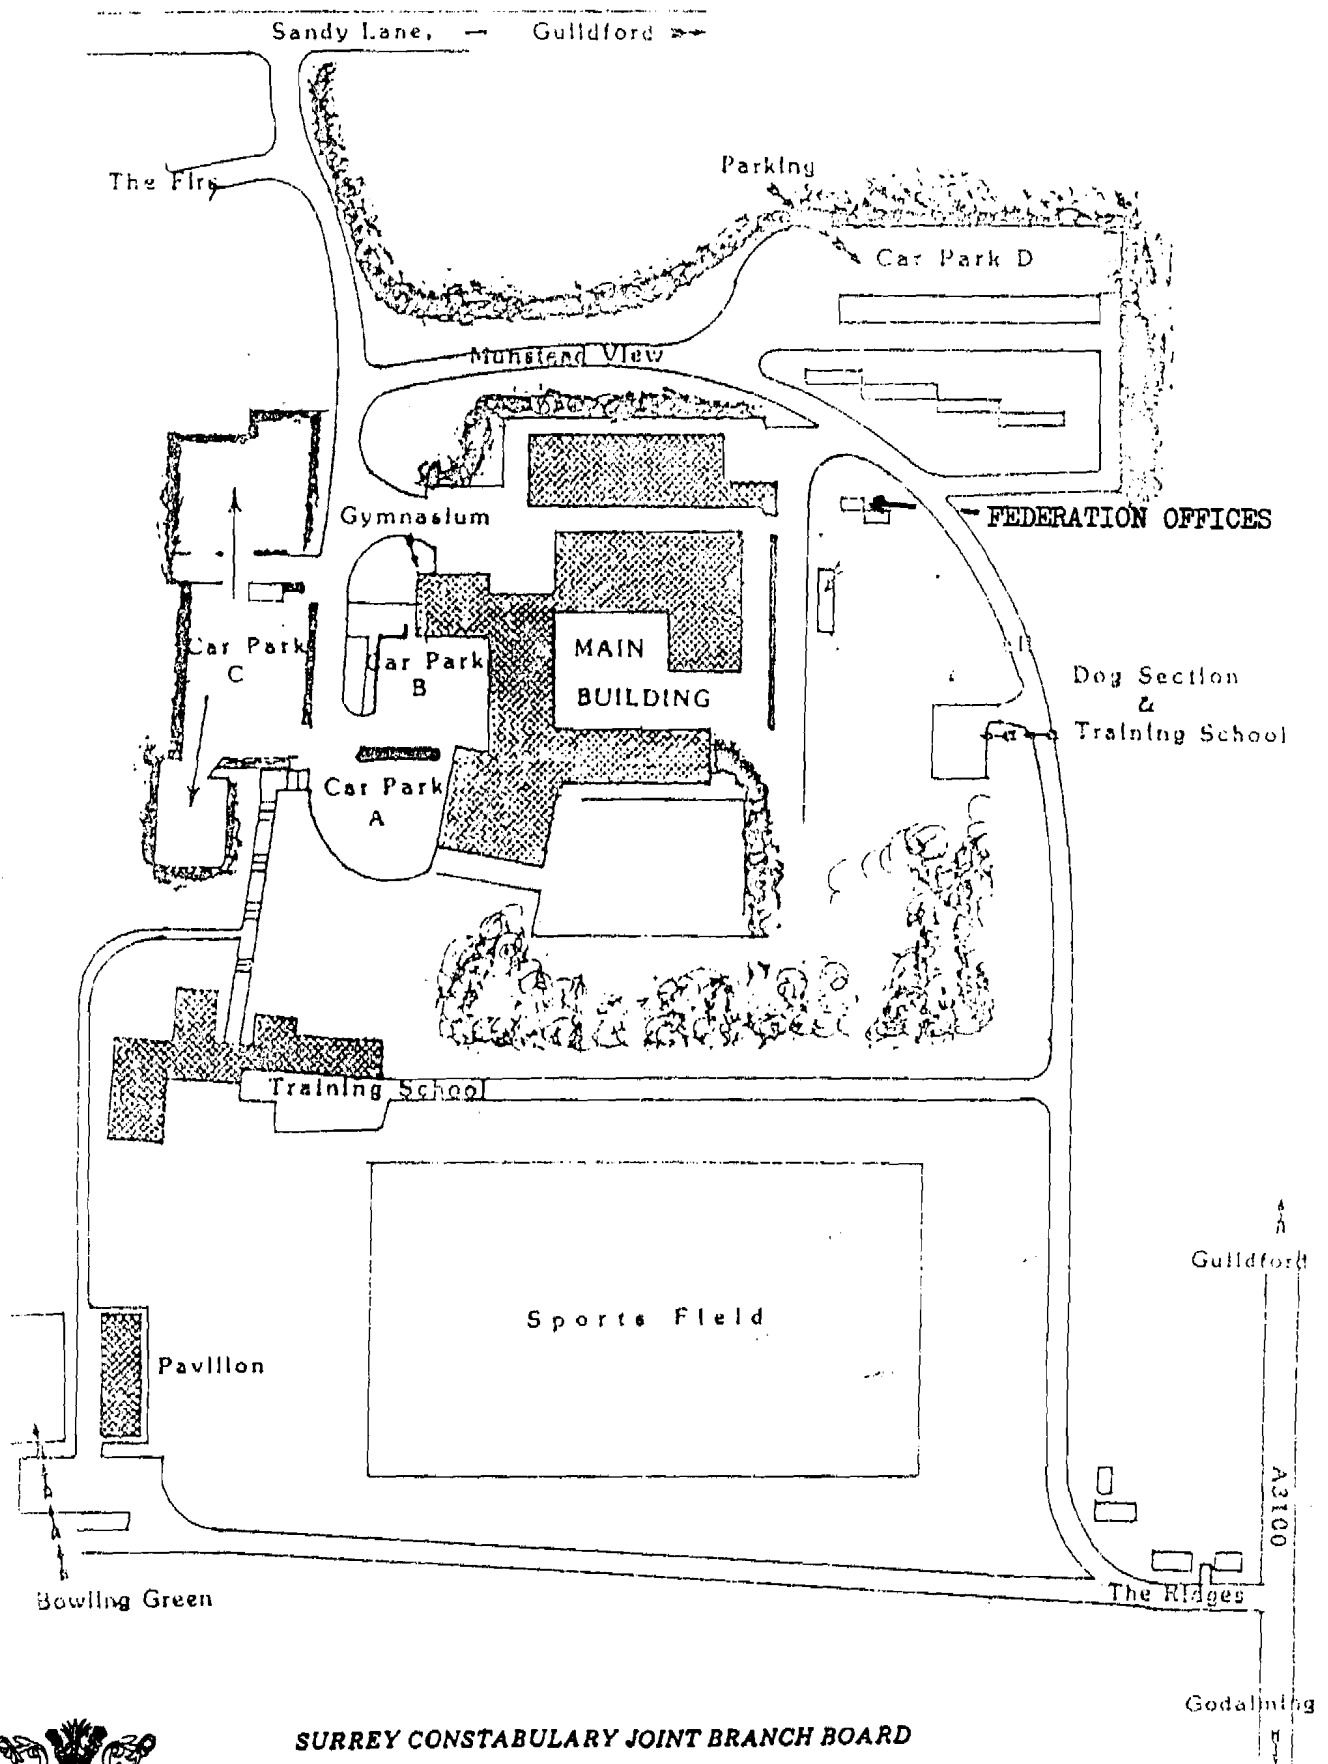 Sandy Lane, — Guildford
Parking
The Firs
Car Park D
Munstead View
Gymnasium
FEDERATION OFFICES
Car Park
C
Car Park
B
MAIN
BUILDING
Dog Section
&
Training School
Car Park
A
Training School
Guildford
Sports Field
Pavilion
A3100
Bowling Green
The Ridges
Godalming
SURREY CONSTABULARY JOINT BRANCH BOARD